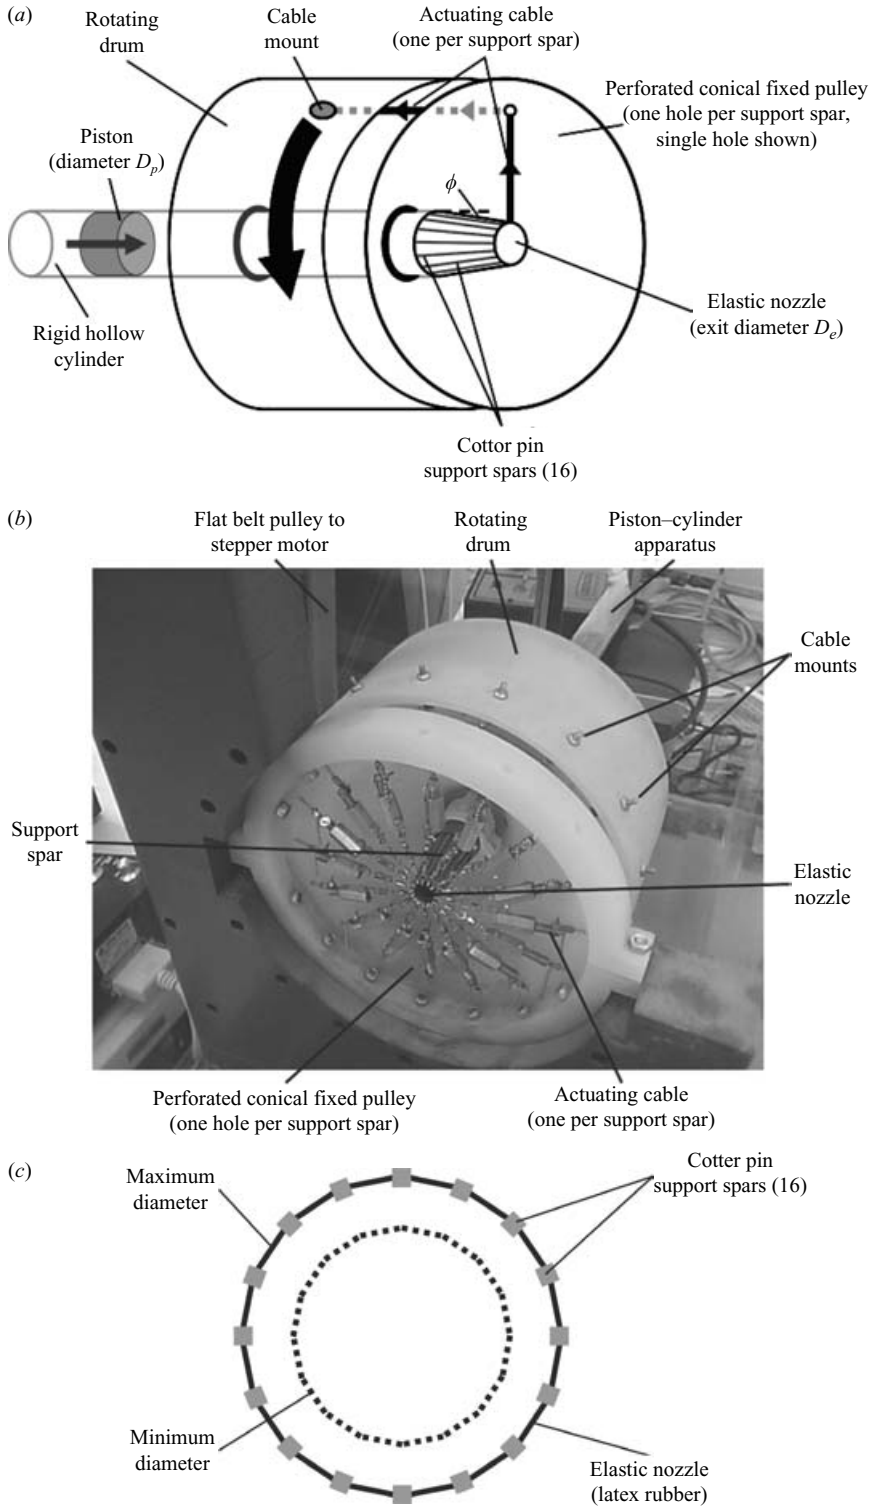 (a)
Rotating
drum
Cable
mount
Actuating cable
(one per support spar)
Perforated conical fixed pulley
(one hole per support spar,
single hole shown)
Piston
(diameter Dp)
ϕ
Rigid hollow
cylinder
Elastic nozzle
(exit diameter De)
Cottor pin
support spars (16)
(b)
Flat belt pulley to
stepper motor
Rotating
drum
Piston–cylinder
apparatus
Cable
mounts
Support
spar
Elastic
nozzle
Perforated conical fixed pulley
(one hole per support spar)
Actuating cable
(one per support spar)
(c)
Maximum
diameter
Cotter pin
support spars (16)
Minimum
diameter
Elastic nozzle
(latex rubber)